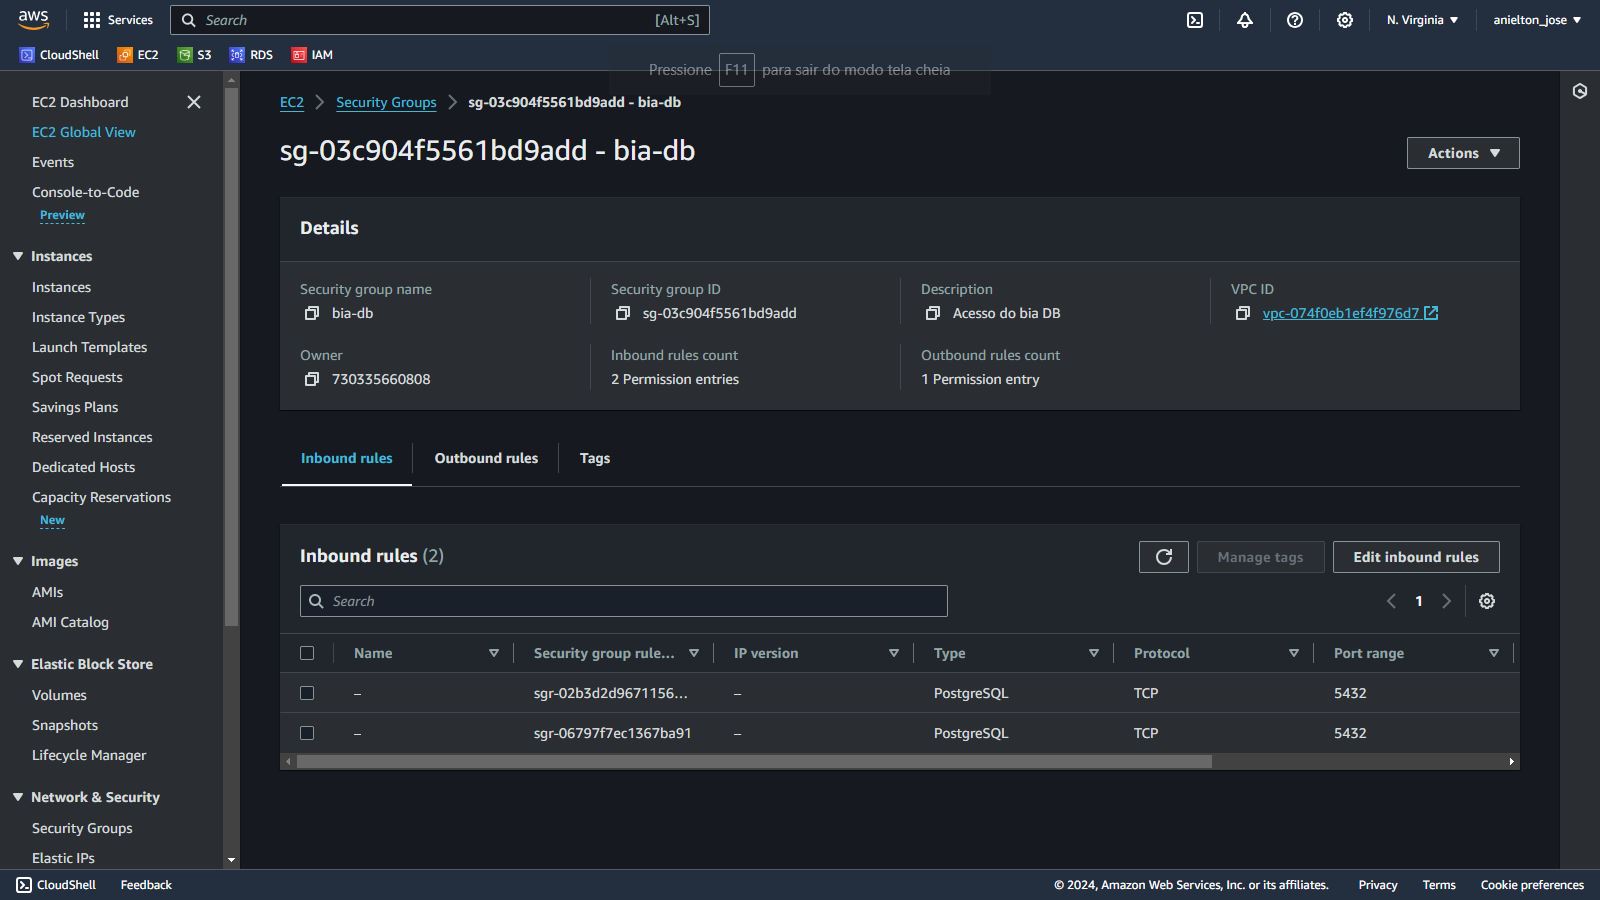 aws
Services
Search
[Alt+S]
N. Virginia
anielton_jose
CloudShell
EC2
S3
RDS
IAM
Pressione F11 para sair do modo tela cheia
EC2 Dashboard
EC2 Global View
Events
Console-to-Code
Preview
Instances
Instances
Instance Types
Launch Templates
Spot Requests
Savings Plans
Reserved Instances
Dedicated Hosts
Capacity Reservations
New
Images
AMIs
AMI Catalog
Elastic Block Store
Volumes
Snapshots
Lifecycle Manager
Network & Security
Security Groups
Elastic IPs
EC2 Security Groups sg-03c904f5561bd9add - bia-db
sg-03c904f5561bd9add - bia-db
Actions
Details
Security group name
bia-db
Security group ID
sg-03c904f5561bd9add
Description
Acesso do bia DB
VPC ID
vpc-074f0eb1ef4f976d7
Owner
730335660808
Inbound rules count
2 Permission entries
Outbound rules count
1 Permission entry
Inbound rules
Outbound rules
Tags
Inbound rules (2)
Manage tags
Edit inbound rules
Search
1
Name Security group rule... IP version Type Protocol Port range
– sgr-02b3d2d9671156... – PostgreSQL TCP 5432
– sgr-06797f7ec1367ba91 – PostgreSQL TCP 5432
CloudShell
Feedback
© 2024, Amazon Web Services, Inc. or its affiliates.
Privacy
Terms
Cookie preferences